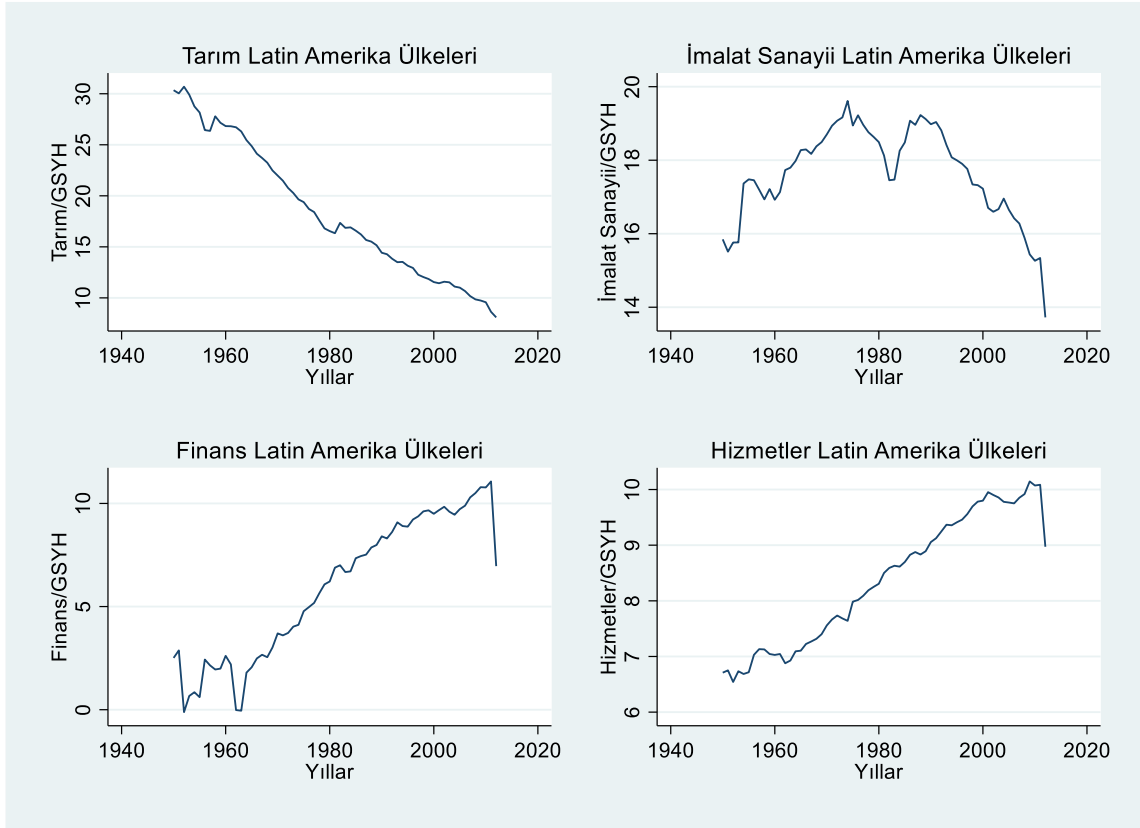 Tarım Latin Amerika Ülkeleri
Tarım/GSYH
30
25
20
15
10
1940 1960 1980 2000 2020
Yıllar
İmalat Sanayii Latin Amerika Ülkeleri
İmalat Sanayii/GSYH
20
18
16
14
1940 1960 1980 2000 2020
Yıllar
Finans Latin Amerika Ülkeleri
Finans/GSYH
10
5
0
1940 1960 1980 2000 2020
Yıllar
Hizmetler Latin Amerika Ülkeleri
Hizmetler/GSYH
10
9
8
7
6
1940 1960 1980 2000 2020
Yıllar